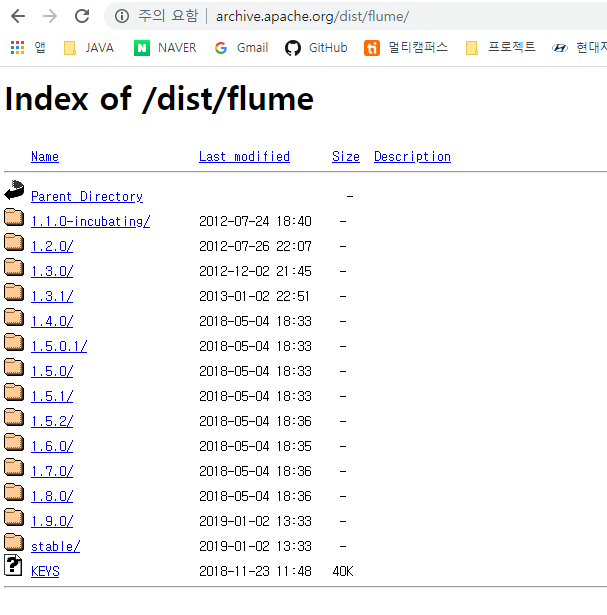 주의 요함 | archive.apache.org/dist/flume/
앱 JAVA NAVER Gmail GitHub 멀티캠퍼스 프로젝트 현대자
Index of /dist/flume
Name Last modified Size Description
Parent Directory -
1.1.0-incubating/ 2012-07-24 18:40 -
1.2.0/ 2012-07-26 22:07 -
1.3.0/ 2012-12-02 21:45 -
1.3.1/ 2013-01-02 22:51 -
1.4.0/ 2018-05-04 18:33 -
1.5.0.1/ 2018-05-04 18:33 -
1.5.0/ 2018-05-04 18:33 -
1.5.1/ 2018-05-04 18:33 -
1.5.2/ 2018-05-04 18:36 -
1.6.0/ 2018-05-04 18:35 -
1.7.0/ 2018-05-04 18:36 -
1.8.0/ 2018-05-04 18:36 -
1.9.0/ 2019-01-02 13:33 -
stable/ 2019-01-02 13:33 -
KEYS 2018-11-23 11:48 40K